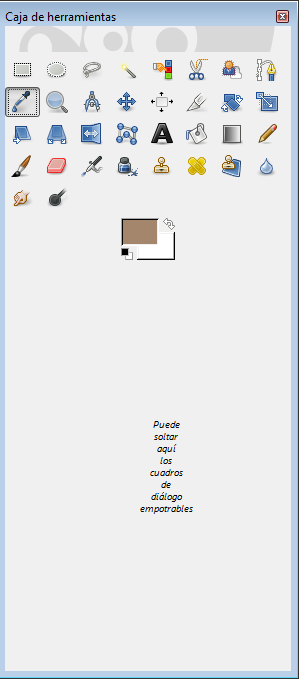 Caja de herramientas
Puede
soltar
aquí
los
cuadros
de
diálogo
empotrables